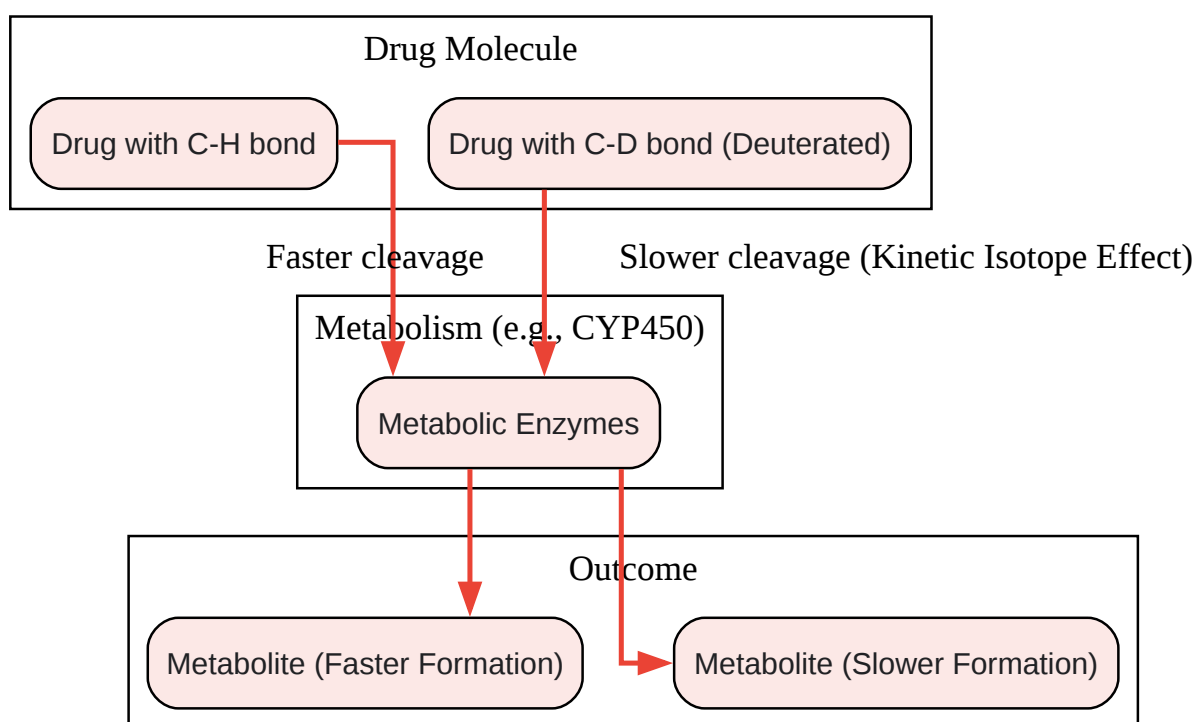 Drug Molecule
Drug with C-H bond
Drug with C-D bond (Deuterated)
Faster cleavage
Slower cleavage (Kinetic Isotope Effect)
Metabolism (e.g., CYP450)
Metabolic Enzymes
Outcome
Metabolite (Faster Formation)
Metabolite (Slower Formation)